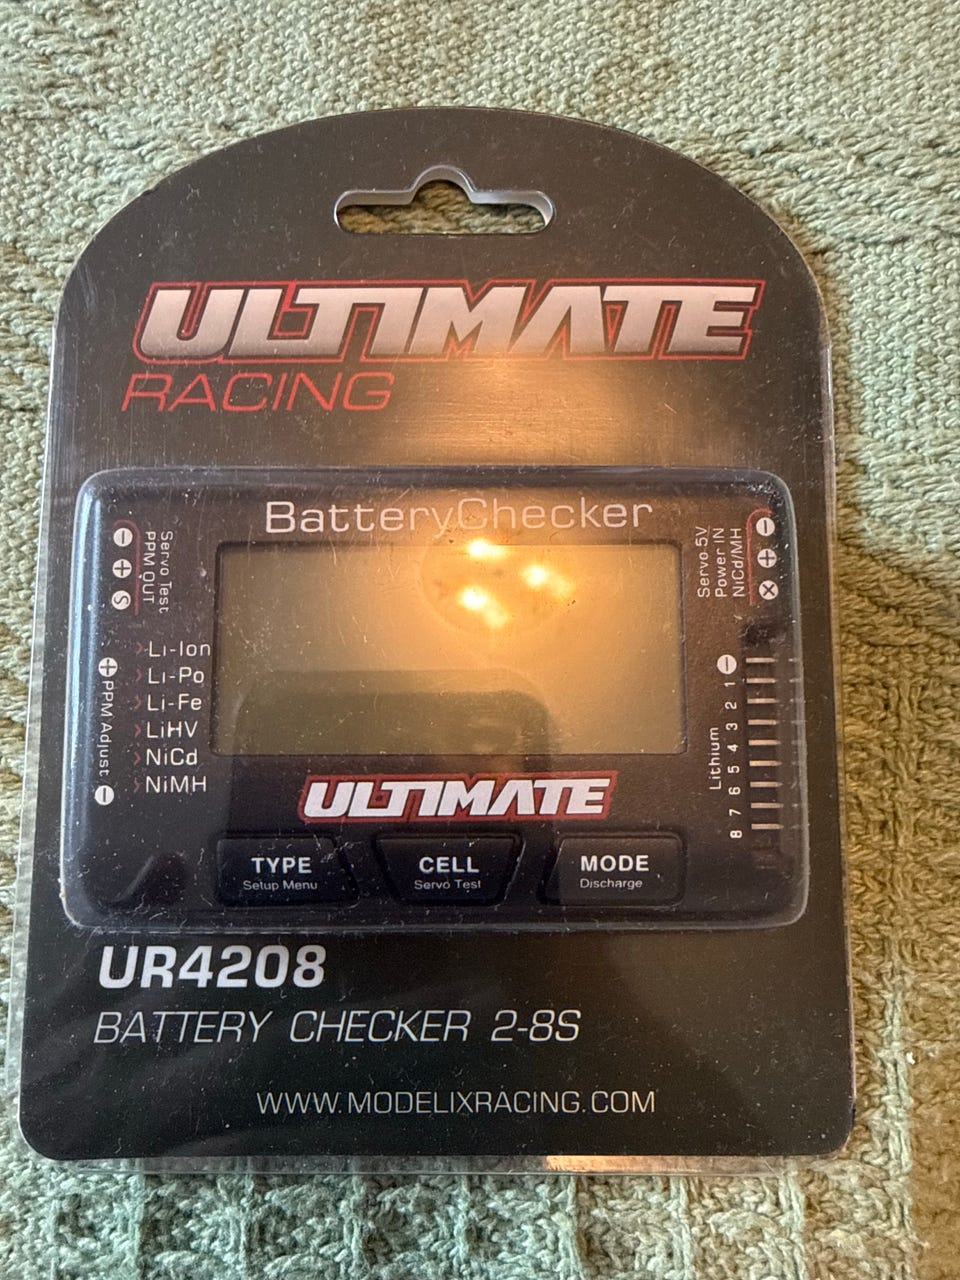 ULTIMATE
RACING
BatteryChecker
Servo Test
PPM OUT
− + S
Servo 5V
Power IN
NiCd/MH
− + ×
Li-Ion
Li-Po
Li-Fe
LiHV
NiCd
NiMH
+ PPM Adjust −
Lithium
− 1 2 3 4 5 6 7 8
ULTIMATE
TYPE
Setup Menu
CELL
Servo Test
MODE
Discharge
UR4208
BATTERY CHECKER 2-8S
WWW.MODELIXRACING.COM